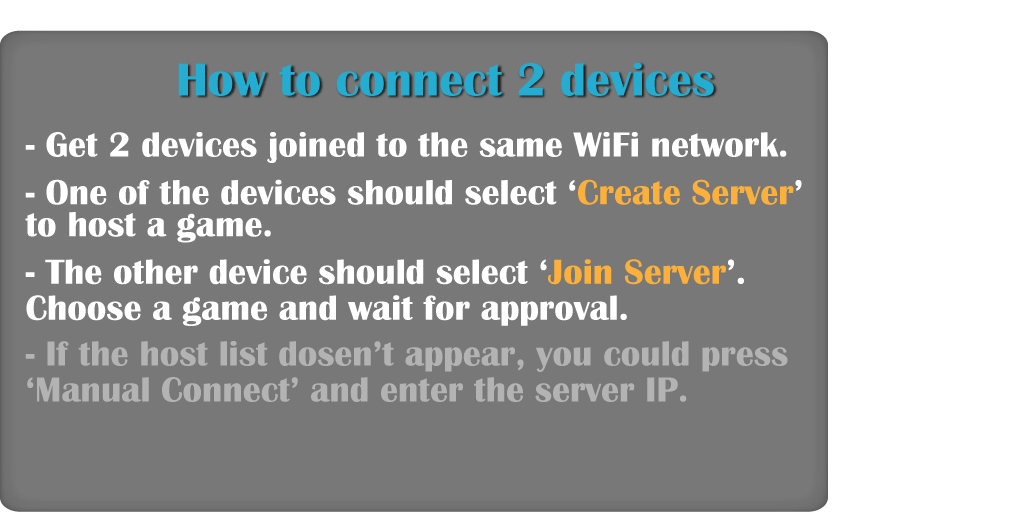 How to connect 2 devices
- Get 2 devices joined to the same WiFi network.
- One of the devices should select ‘Create Server’
to host a game.
- The other device should select ‘Join Server’.
Choose a game and wait for approval.
- If the host list dosen’t appear, you could press
‘Manual Connect’ and enter the server IP.